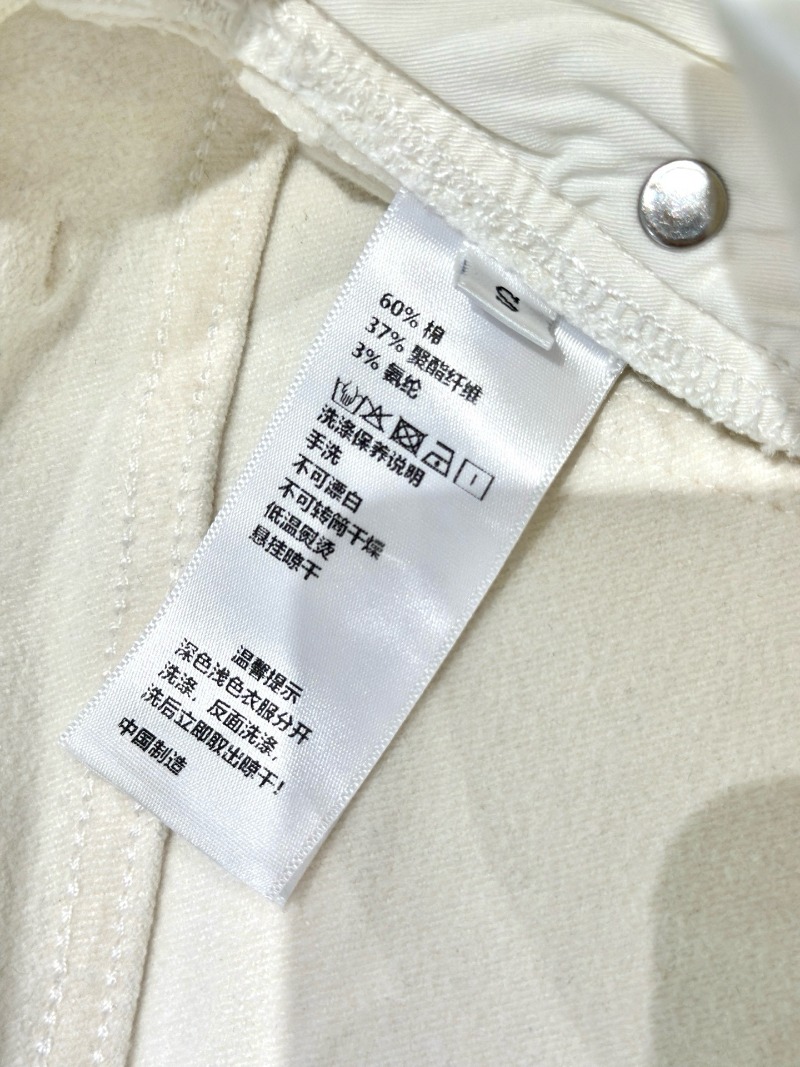 S
60% 棉
37% 聚酯纤维
3% 氨纶
洗涤保养说明
手洗
不可漂白
不可转筒干燥
低温熨烫
悬挂晾干
温馨提示
深色浅色衣服分开
洗涤，反面洗涤，
洗后立即取出晾干！
中国制造